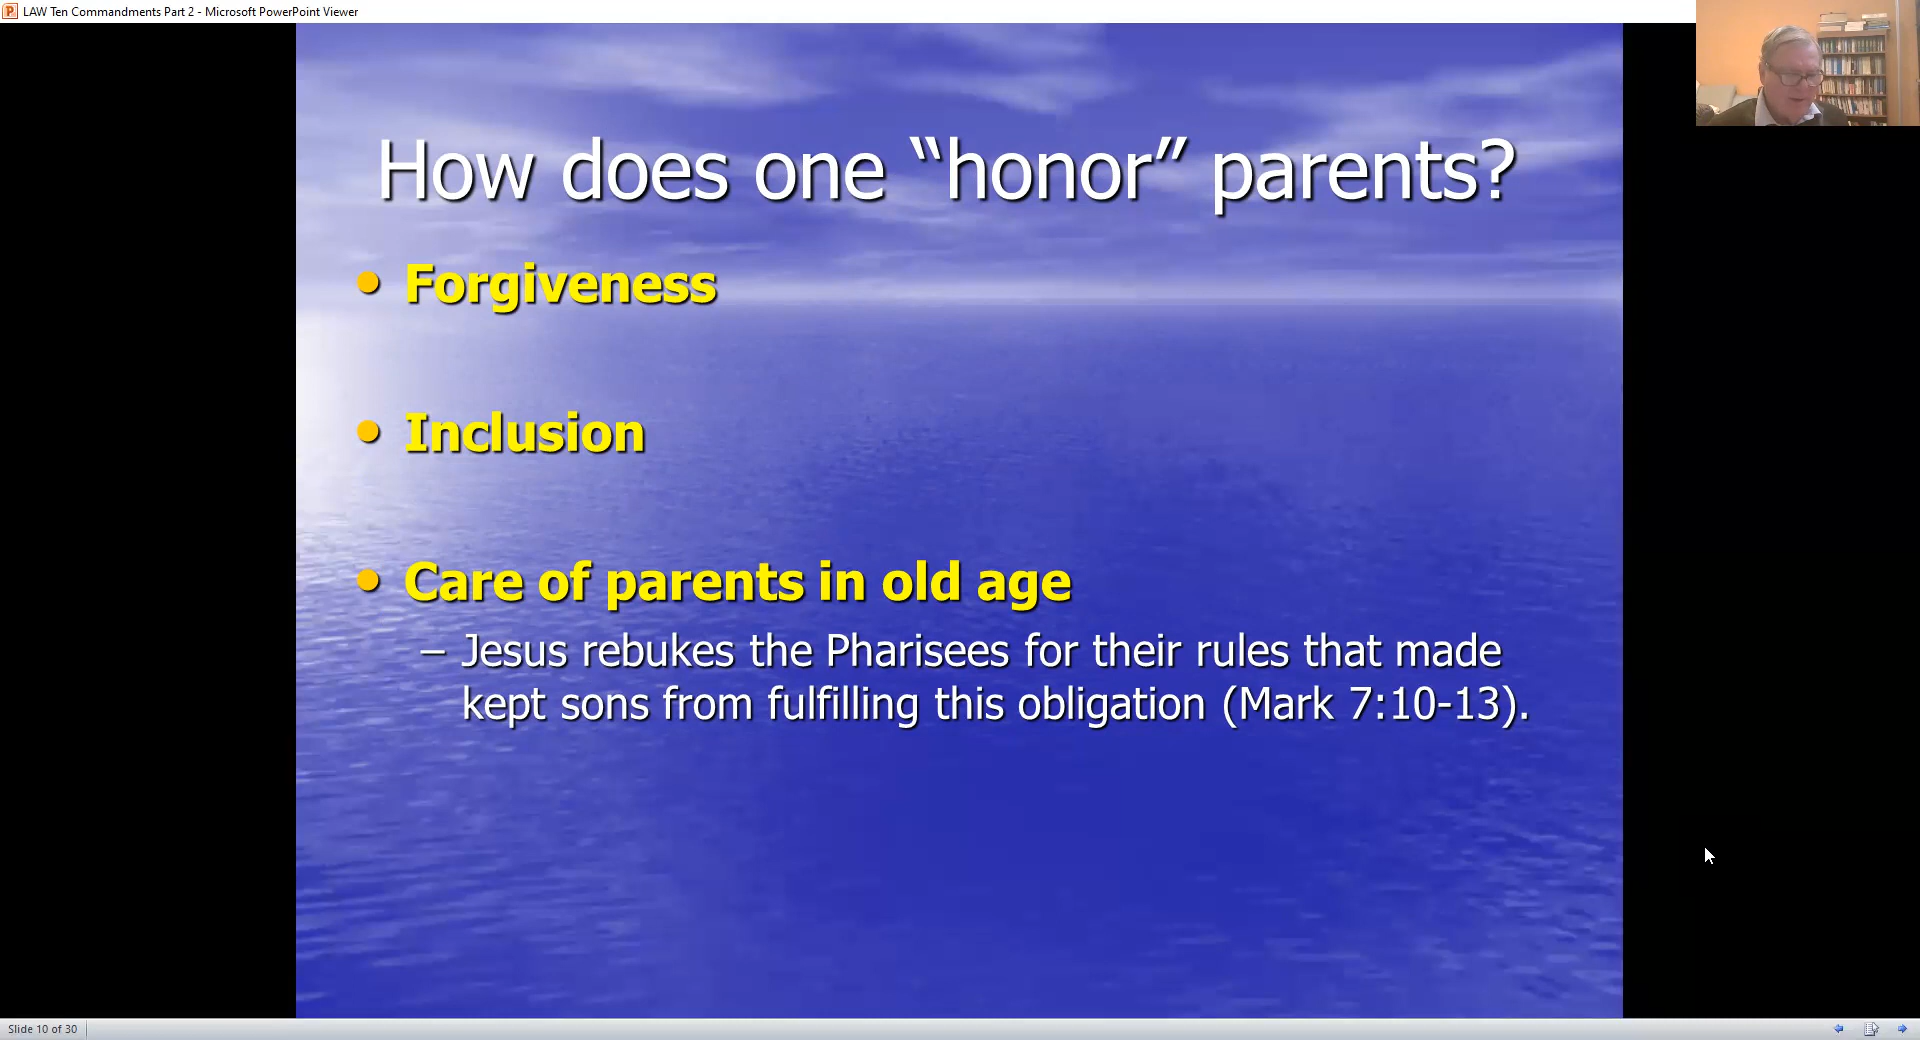 LAW Ten Commandments Part 2 - Microsoft PowerPoint Viewer
How does one “honor” parents?
• Forgiveness
• Inclusion
• Care of parents in old age
– Jesus rebukes the Pharisees for their rules that made
kept sons from fulfilling this obligation (Mark 7:10-13).
Slide 10 of 30